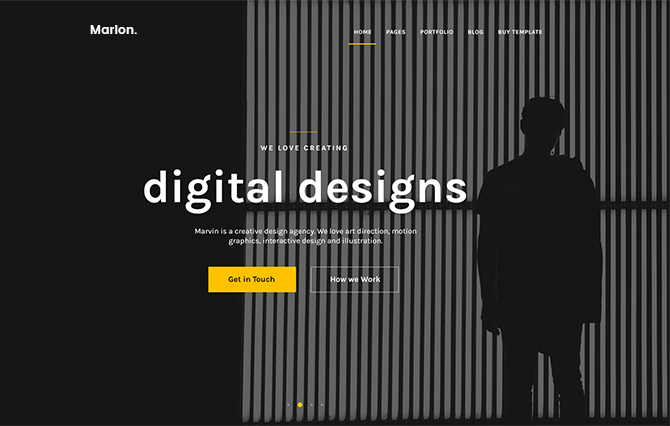 Marlon.
HOME PAGES PORTFOLIO BLOG BUY TEMPLATE
WE LOVE CREATING
digital designs
Marvin is a creative design agency. We love art direction, motion
graphics, interactive design and illustration.
Get in Touch How we Work